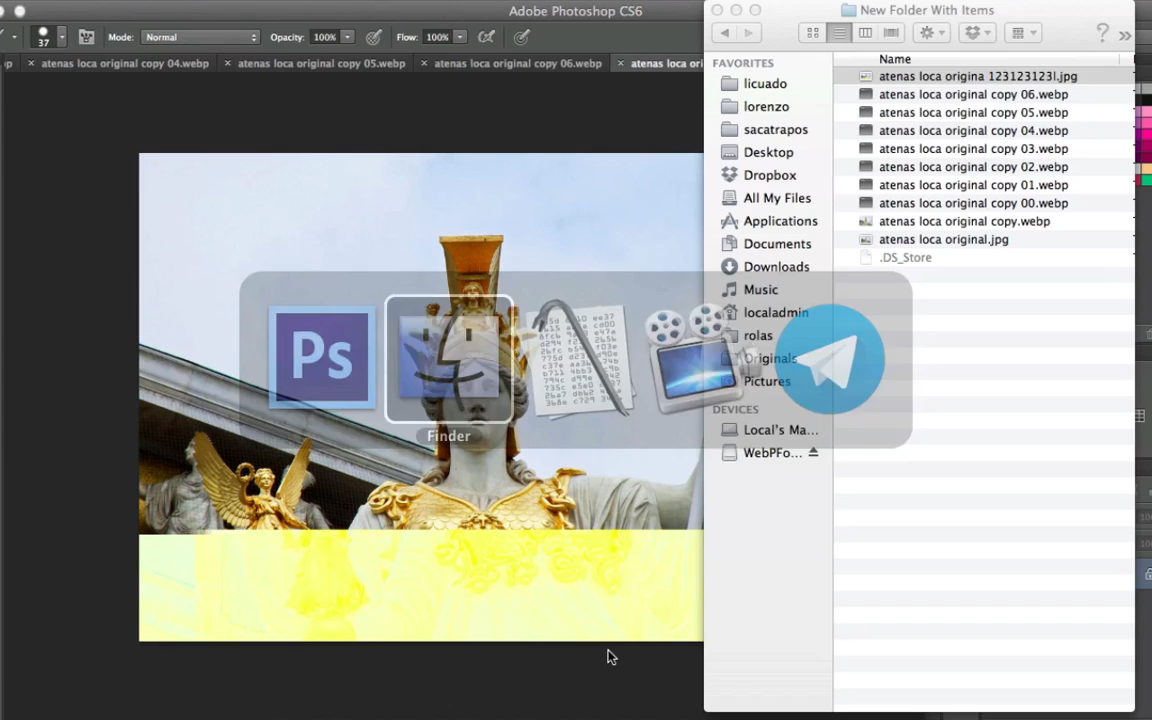 Adobe Photoshop CS6
New Folder With Items
37
Mode: Normal
Opacity: 100%
Flow: 100%
atenas loca original copy 04.webp
atenas loca original copy 05.webp
atenas loca original copy 06.webp
atenas loca ori
FAVORITES
licuado
lorenzo
sacatrapos
Desktop
Dropbox
All My Files
Applications
Documents
Downloads
Music
localadmin
rolas
Originals
Pictures
DEVICES
Local's Ma...
WebPFo...
Name
atenas loca origina 123123123l.jpg
atenas loca original copy 06.webp
atenas loca original copy 05.webp
atenas loca original copy 04.webp
atenas loca original copy 03.webp
atenas loca original copy 02.webp
atenas loca original copy 01.webp
atenas loca original copy 00.webp
atenas loca original copy.webp
atenas loca original.jpg
.DS_Store
Ps
Finder